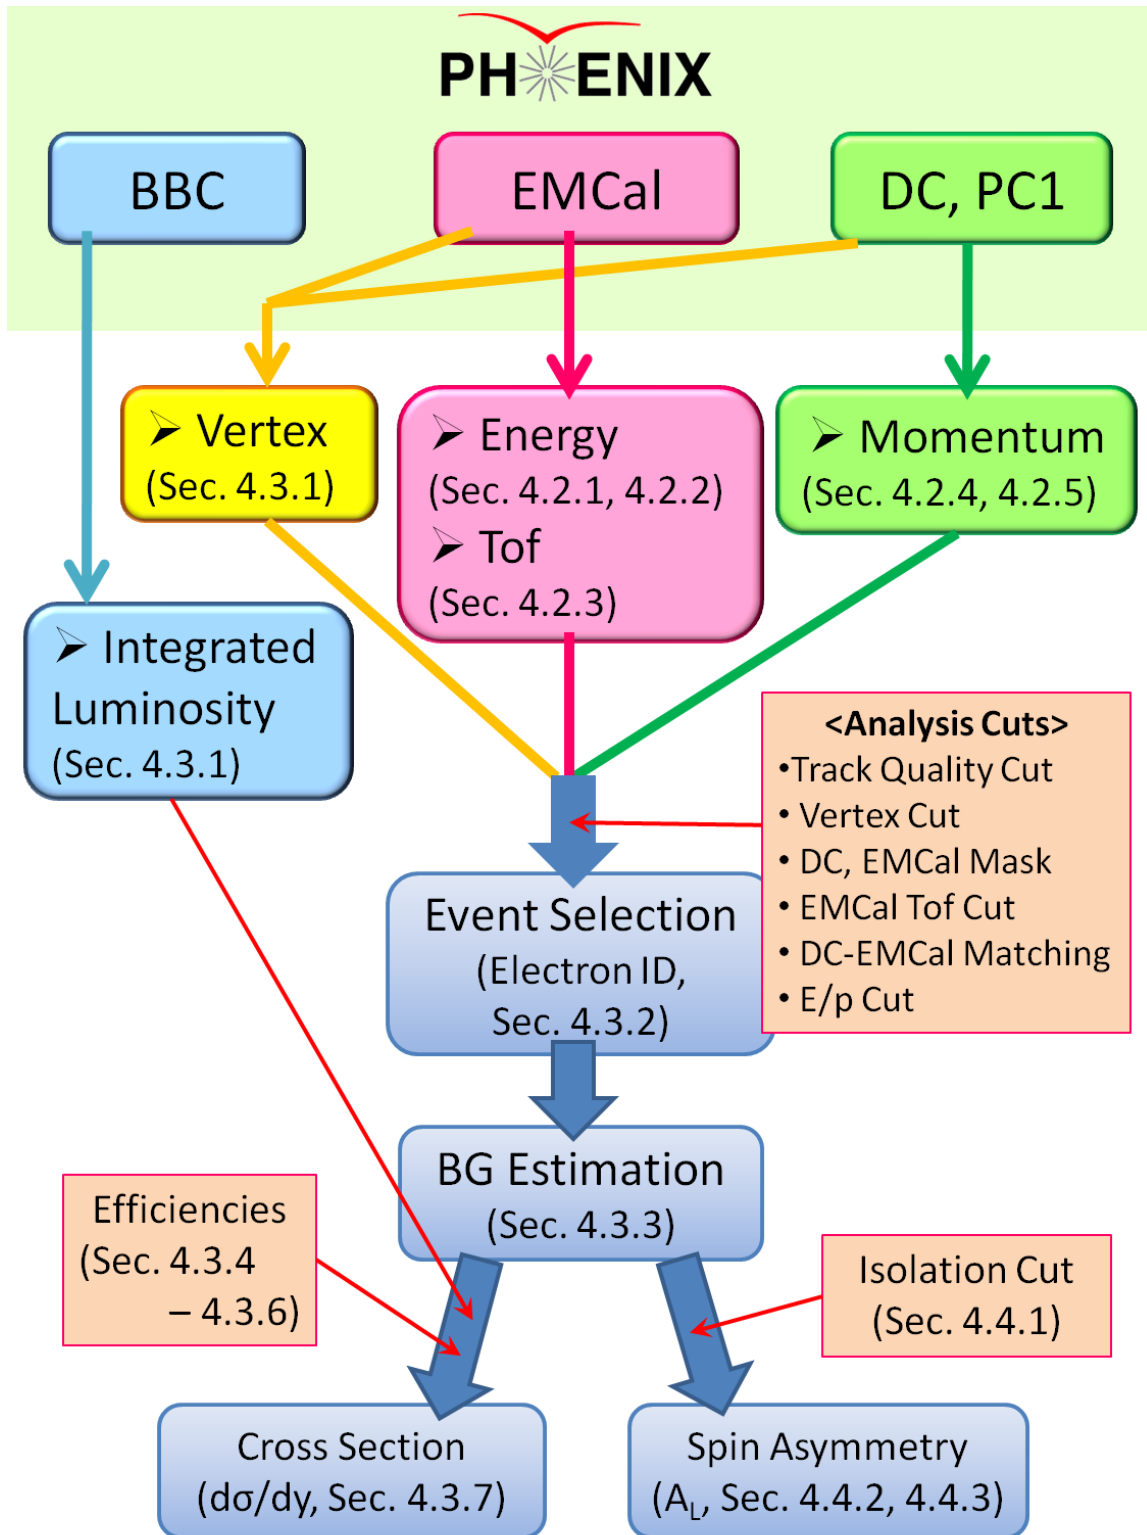 PHENIX
BBC
EMCal
DC, PC1
➢ Vertex
(Sec. 4.3.1)
➢ Energy
(Sec. 4.2.1, 4.2.2)
➢ Tof
(Sec. 4.2.3)
➢ Momentum
(Sec. 4.2.4, 4.2.5)
➢ Integrated
Luminosity
(Sec. 4.3.1)
<Analysis Cuts>
•Track Quality Cut
• Vertex Cut
• DC, EMCal Mask
• EMCal Tof Cut
• DC-EMCal Matching
• E/p Cut
Event Selection
(Electron ID,
Sec. 4.3.2)
BG Estimation
(Sec. 4.3.3)
Efficiencies
(Sec. 4.3.4
– 4.3.6)
Isolation Cut
(Sec. 4.4.1)
Cross Section
(dσ/dy, Sec. 4.3.7)
Spin Asymmetry
(A_L, Sec. 4.4.2, 4.4.3)